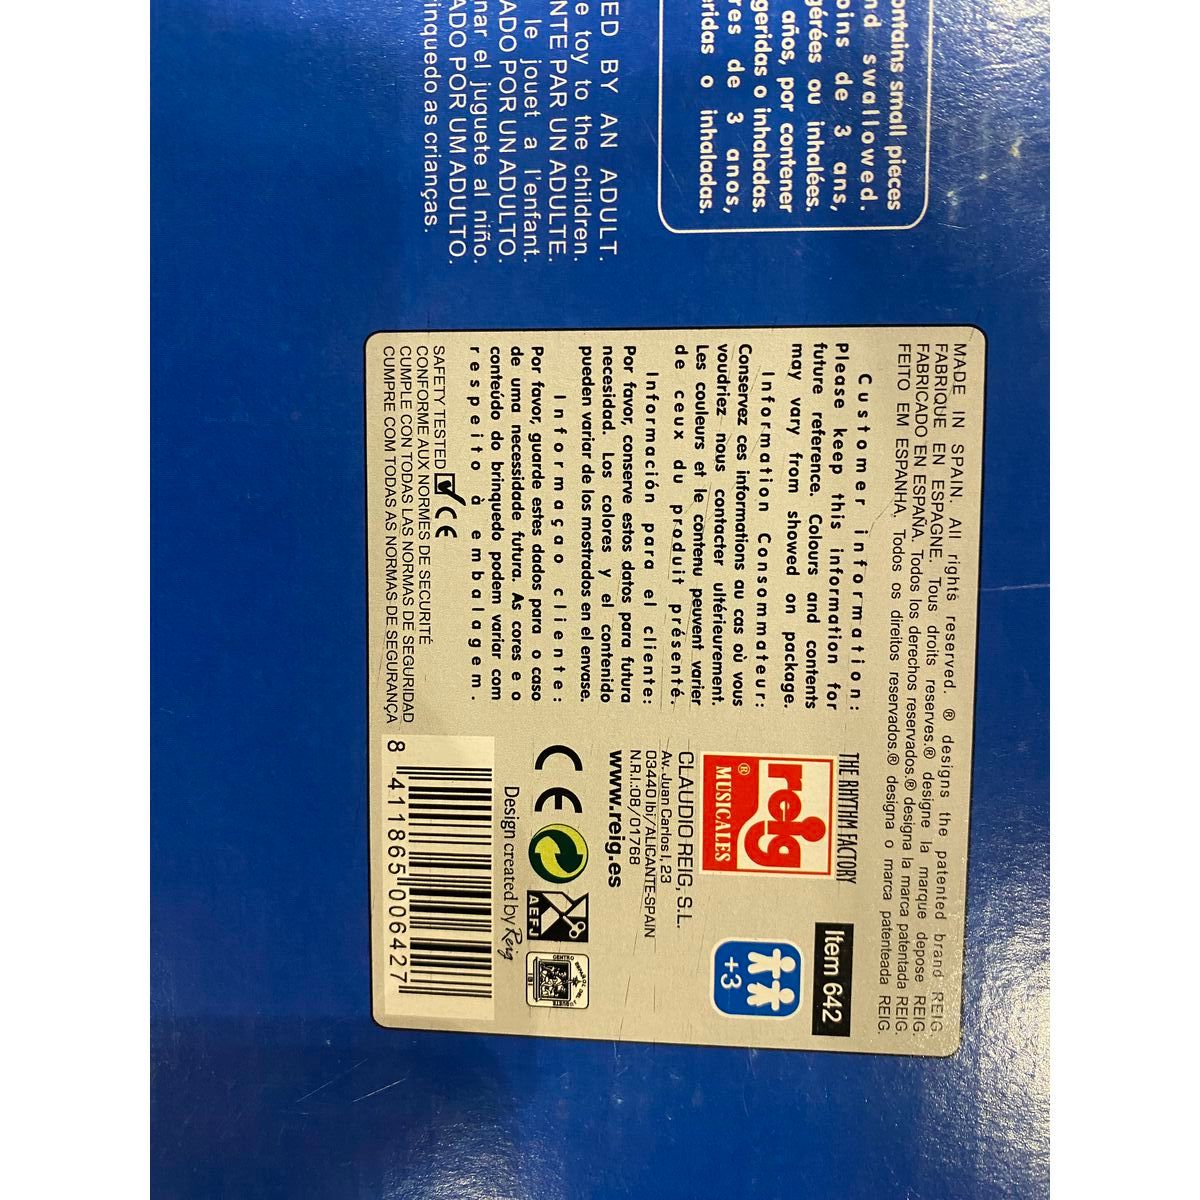 ontains small pieces
nd swallowed.
oins de 3 ans,
gérées ou inhalées.
años, por contener
geridas o inhaladas.
res de 3 anos,
ridas o inhaladas.
ED BY AN ADULT.
e toy to the children.
NTE PAR UN ADULTE.
le jouet a l'enfant.
ADO POR UN ADULTO.
nar el juguete al niño.
ADO POR UM ADULTO.
inquedo as crianças.
MADE IN SPAIN. All rights reserved. ® designs the patented brand REIG.
FABRIQUE EN ESPAGNE. Tous droits reserves.® designe la marque depose REIG.
FABRICADO EN ESPAÑA. Todos los derechos reservados.® designa la marca patentada REIG.
FEITO EM ESPANHA. Todos os direitos reservados.® designa o marca patenteada REIG.
Customer information:
Please keep this information for
future reference. Colours and contents
may vary from showed on package.
Information Consommateur:
Conservez ces informations au cas où vous
voudriez nous contacter ultérieurement.
Les couleurs et le contenu peuvent varier
de ceux du produit présenté.
Información para el cliente:
Por favor, conserve estos datos para futura
necesidad. Los colores y el contenido
pueden variar de los mostrados en el envase.
Informaçao cliente:
Por favor, guarde estes dados para o caso
de uma necessidade futura. As cores e o
conteúdo do brinquedo podem variar com
respeito à embalagem.
SAFETY TESTED CE
CONFORME AUX NORMES DE SECURITÉ
CUMPLE CON TODAS LAS NORMAS DE SEGURIDAD
CUMPRE COM TODAS AS NORMAS DE SEGURANÇA
THE RHYTHM FACTORY
reig
® MUSICALES
Item 642
+3
CLAUDIO REIG, S.L.
Av. Juan Carlos I, 23
03440 Ibi/ALICANTE-SPAIN
N.R.I.:08/01768
www.reig.es
CE
AEFJ
CENTRO
ESPAÑOL DEL
JUGUETE
IBI
Design created by Reig
8 411865 006427